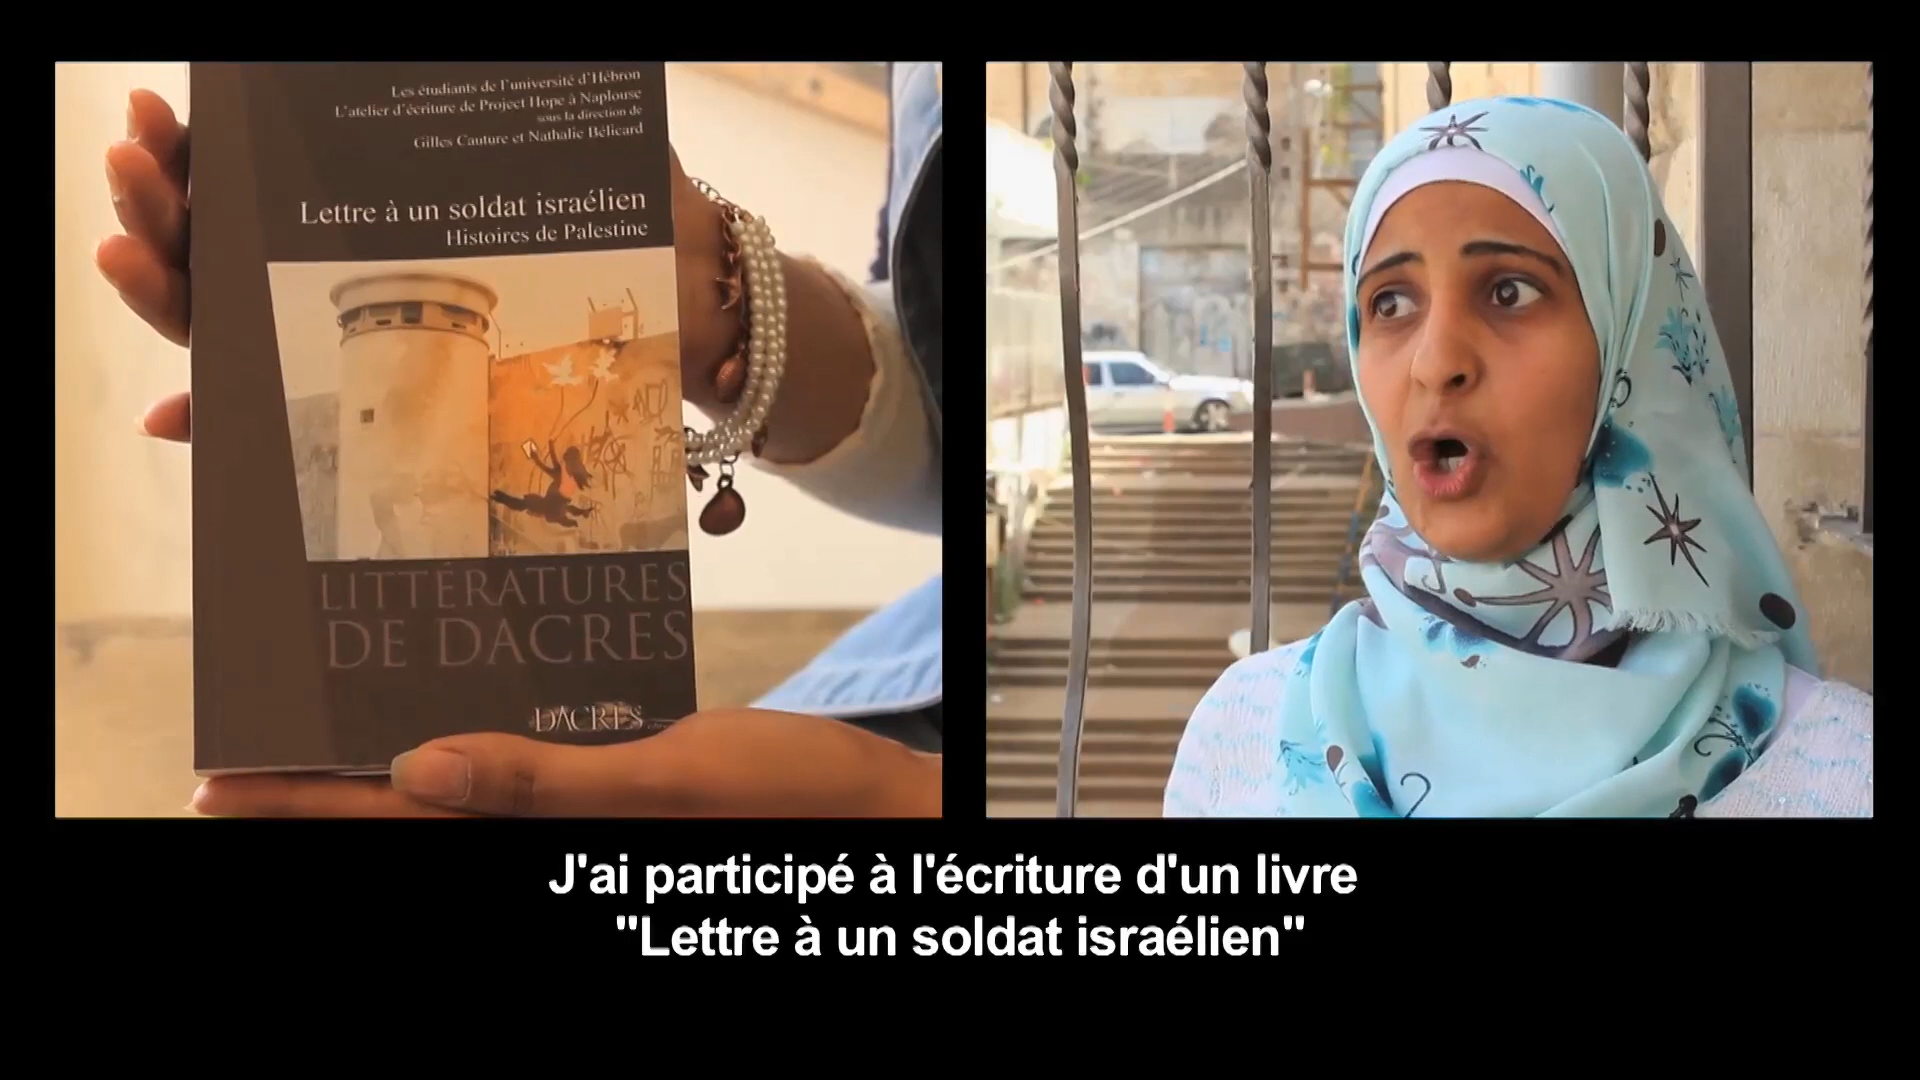 Les étudiants de l'université d'Hébron
L'atelier d'écriture de Project Hope à Naplouse
sous la direction de
Gilles Cauture et Nathalie Bélicard
Lettre à un soldat israélien
Histoires de Palestine
LITTÉRATURES
DE DACRES
DACRES
J'ai participé à l'écriture d'un livre
"Lettre à un soldat israélien"